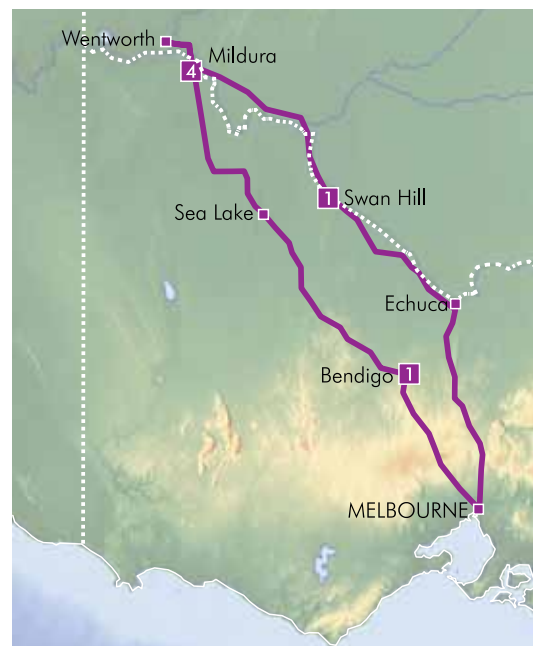 Wentworth
Mildura
4
1 Swan Hill
Sea Lake
Echuca
Bendigo 1
MELBOURNE